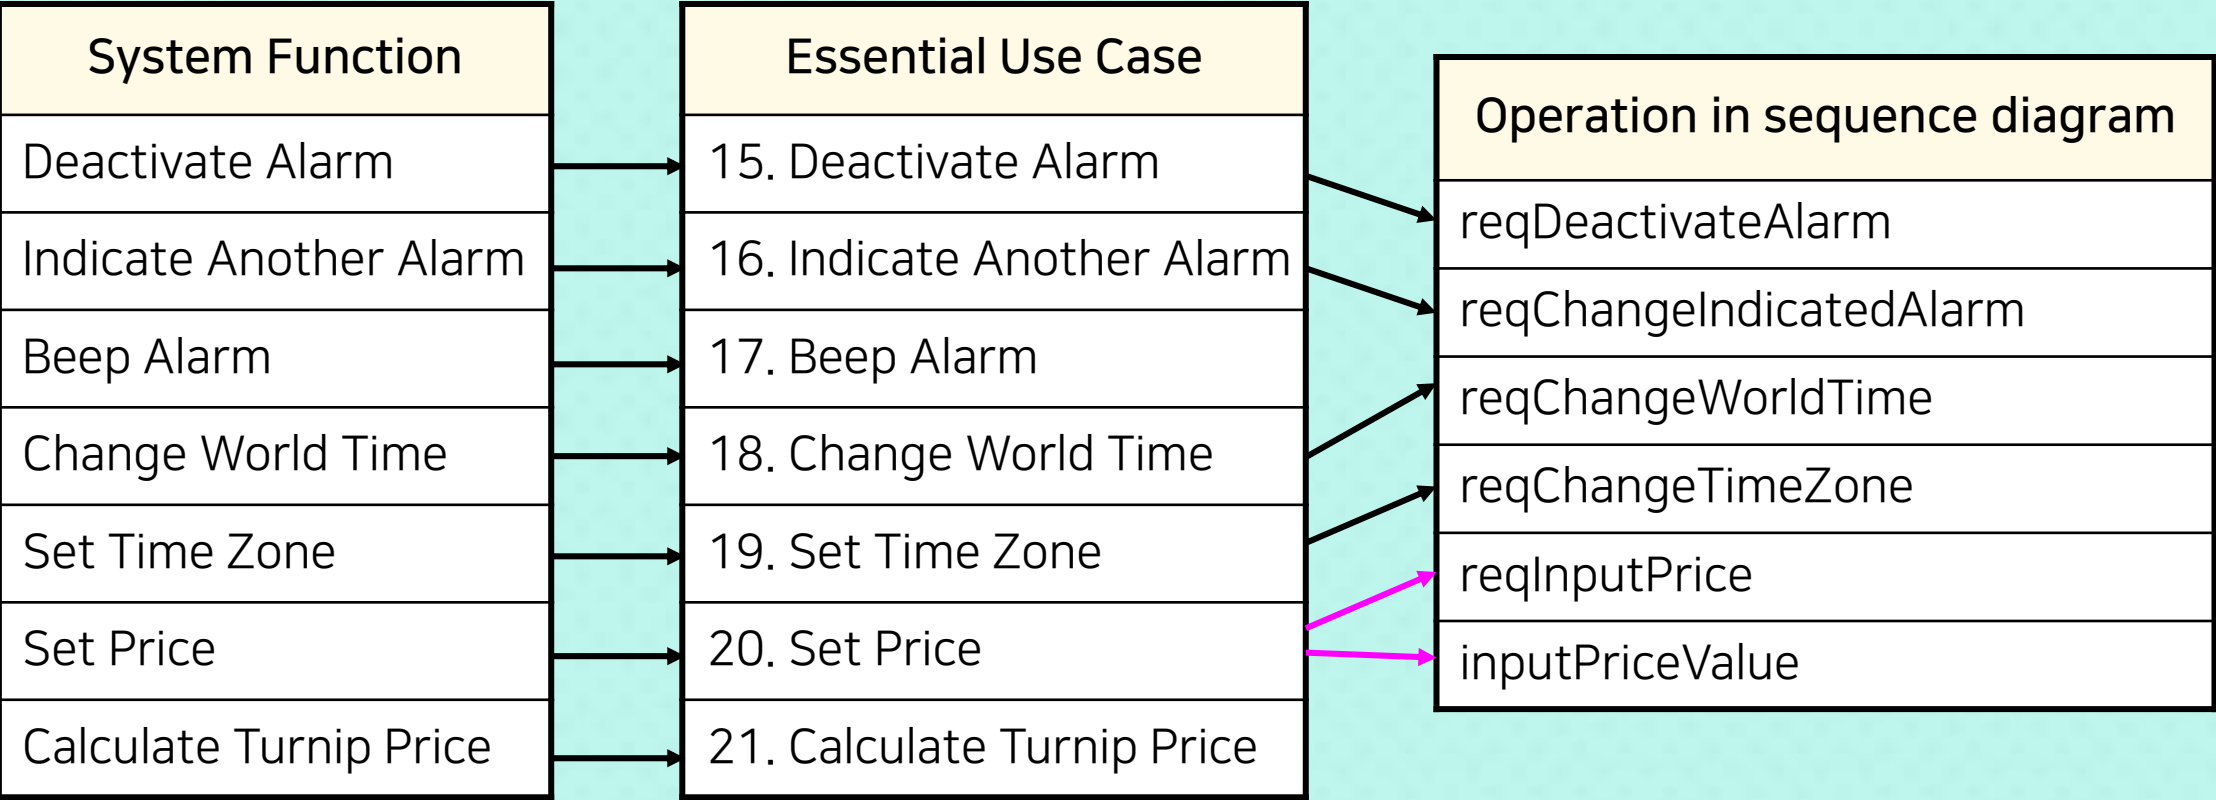 System Function
Deactivate Alarm
Indicate Another Alarm
Beep Alarm
Change World Time
Set Time Zone
Set Price
Calculate Turnip Price
Essential Use Case
15. Deactivate Alarm
16. Indicate Another Alarm
17. Beep Alarm
18. Change World Time
19. Set Time Zone
20. Set Price
21. Calculate Turnip Price
Operation in sequence diagram
reqDeactivateAlarm
reqChangeIndicatedAlarm
reqChangeWorldTime
reqChangeTimeZone
reqInputPrice
inputPriceValue